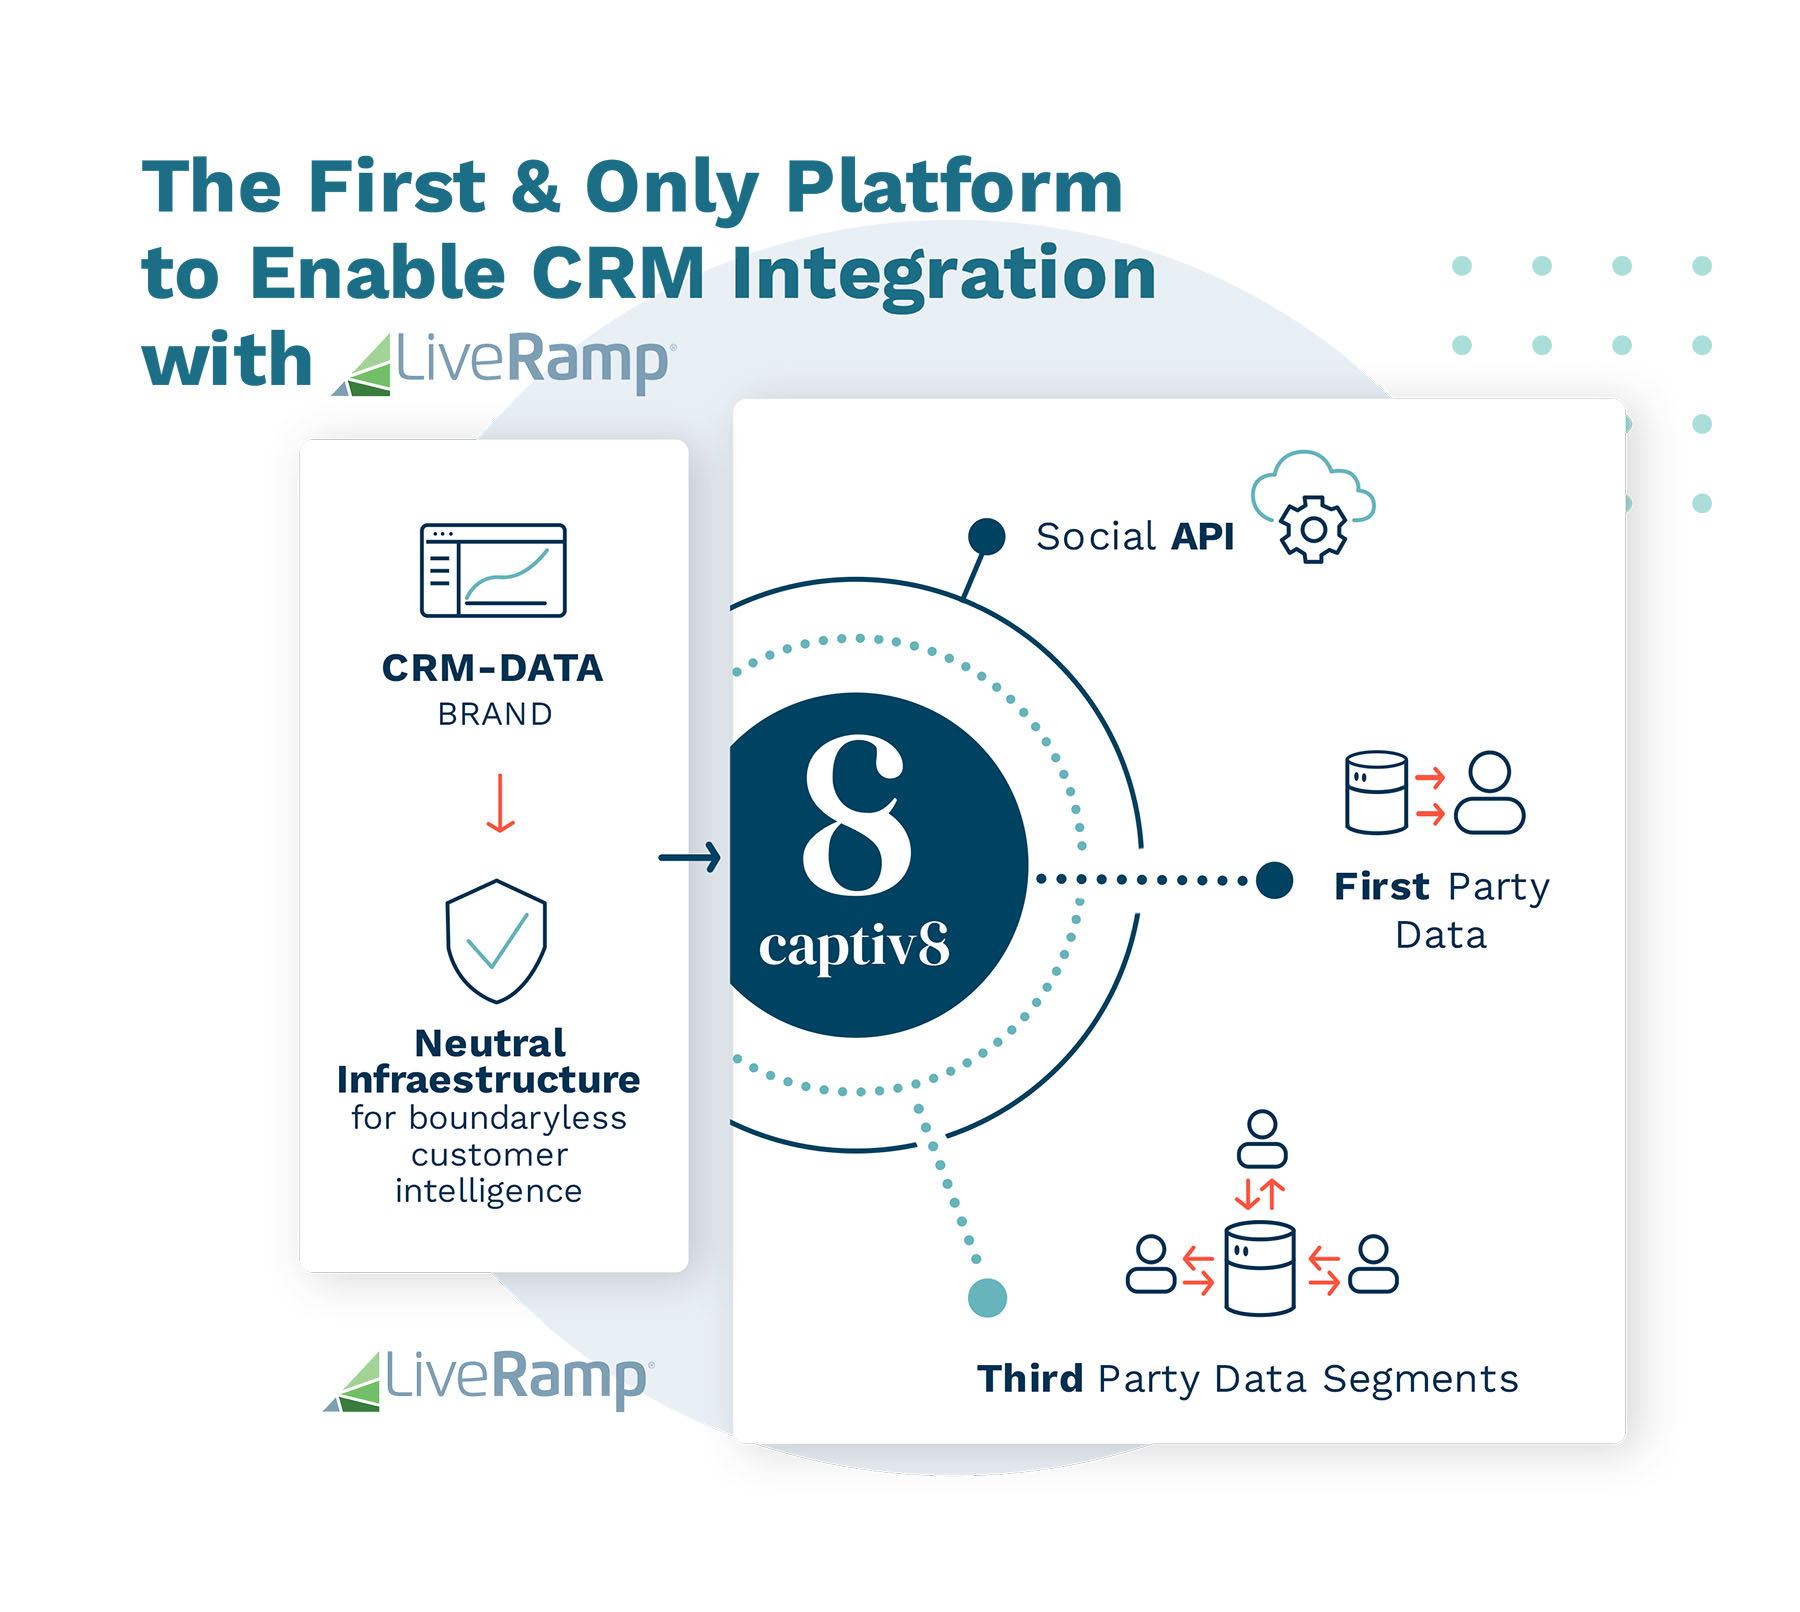 The First & Only Platform
to Enable CRM Integration
with LiveRamp®
CRM-DATA
BRAND
Neutral
Infraestructure
for boundaryless
customer
intelligence
LiveRamp®
8
captiv8
Social API
First Party
Data
Third Party Data Segments